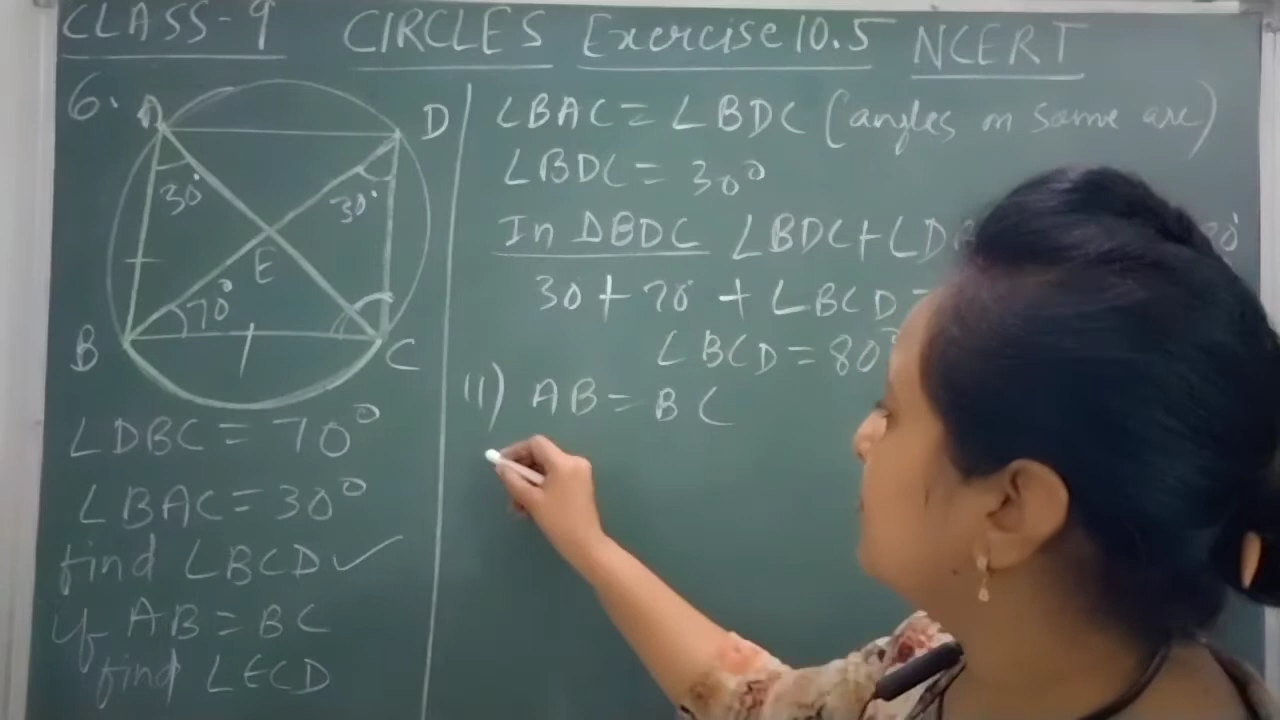 CLASS-9 CIRCLES Exercise 10.5 NCERT
6.
A
D
30°
30°
E
70°
B
C
∠DBC = 70°
∠BAC = 30°
find ∠BCD ✓
if AB = BC
find ∠ECD
∠BAC = ∠BDC (angles on same arc)
∠BDC = 30°
In ΔBDC ∠BDC + ∠D
30 + 70 + ∠BCD =
∠BCD = 80°
II) AB = BC